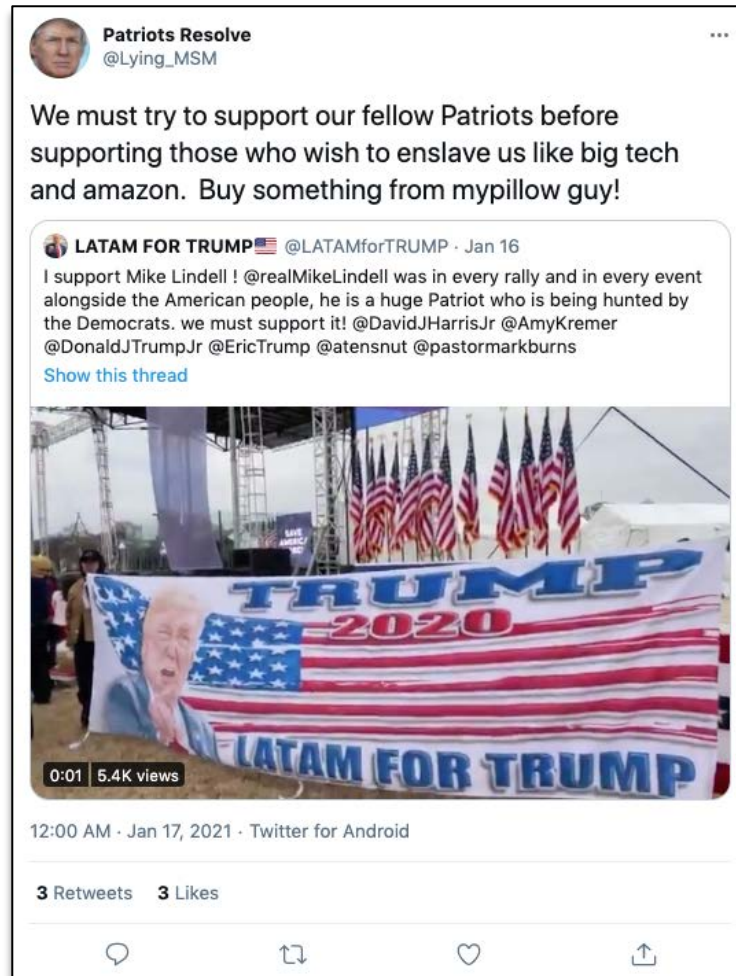 Patriots Resolve
@Lying_MSM
We must try to support our fellow Patriots before
supporting those who wish to enslave us like big tech
and amazon.  Buy something from mypillow guy!
LATAM FOR TRUMP🇺🇸 @LATAMforTRUMP · Jan 16
I support Mike Lindell ! @realMikeLindell was in every rally and in every event
alongside the American people, he is a huge Patriot who is being hunted by
the Democrats. we must support it! @DavidJHarrisJr @AmyKremer
@DonaldJTrumpJr @EricTrump @atensnut @pastormarkburns
Show this thread
SAVE
AMERICA
TRUMP
2020
LATAM FOR TRUMP
0:01 5.4K views
12:00 AM · Jan 17, 2021 · Twitter for Android
3 Retweets 3 Likes